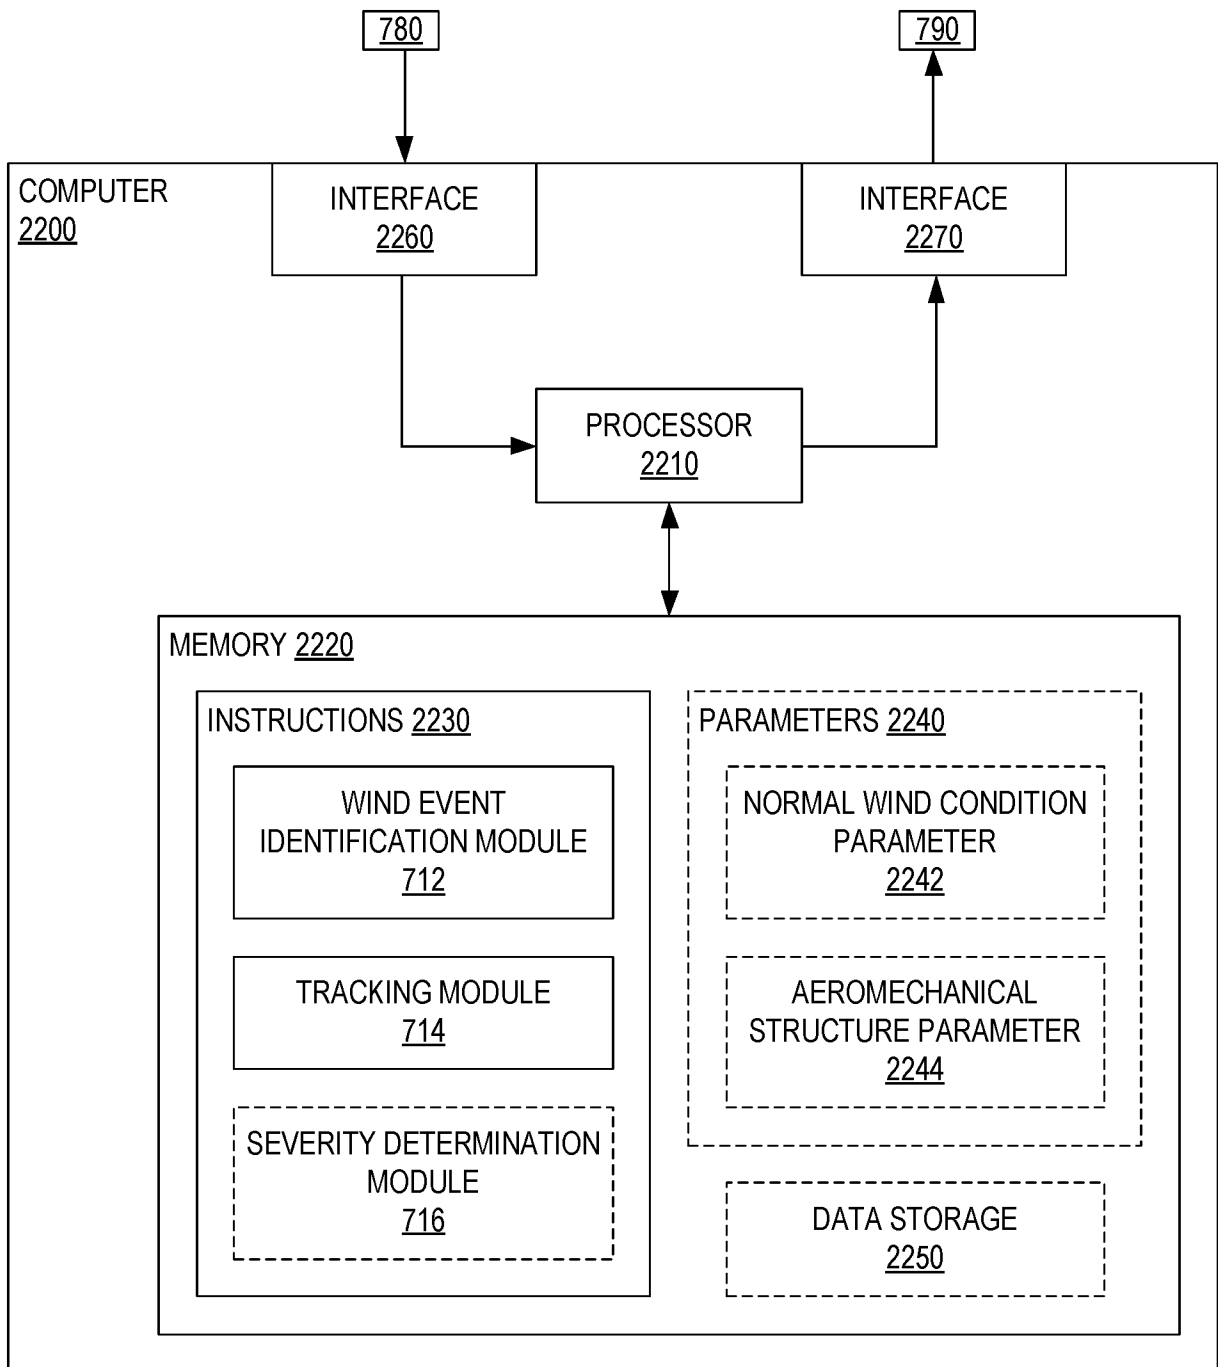 780
790
COMPUTER
2200
INTERFACE
2260
INTERFACE
2270
PROCESSOR
2210
MEMORY 2220
INSTRUCTIONS 2230
WIND EVENT
IDENTIFICATION MODULE
712
TRACKING MODULE
714
SEVERITY DETERMINATION
MODULE
716
PARAMETERS 2240
NORMAL WIND CONDITION
PARAMETER
2242
AEROMECHANICAL
STRUCTURE PARAMETER
2244
DATA STORAGE
2250